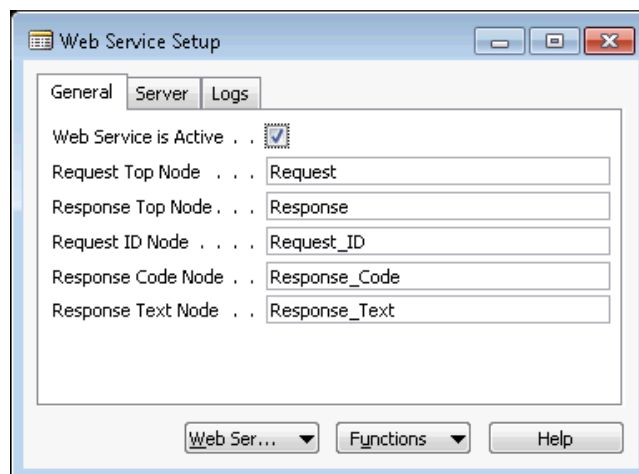 Web Service Setup
General Server Logs
Web Service is Active . .
Request Top Node . . . Request
Response Top Node . . . Response
Request ID Node . . . . Request_ID
Response Code Node . . Response_Code
Response Text Node . . Response_Text
Web Ser... Functions Help